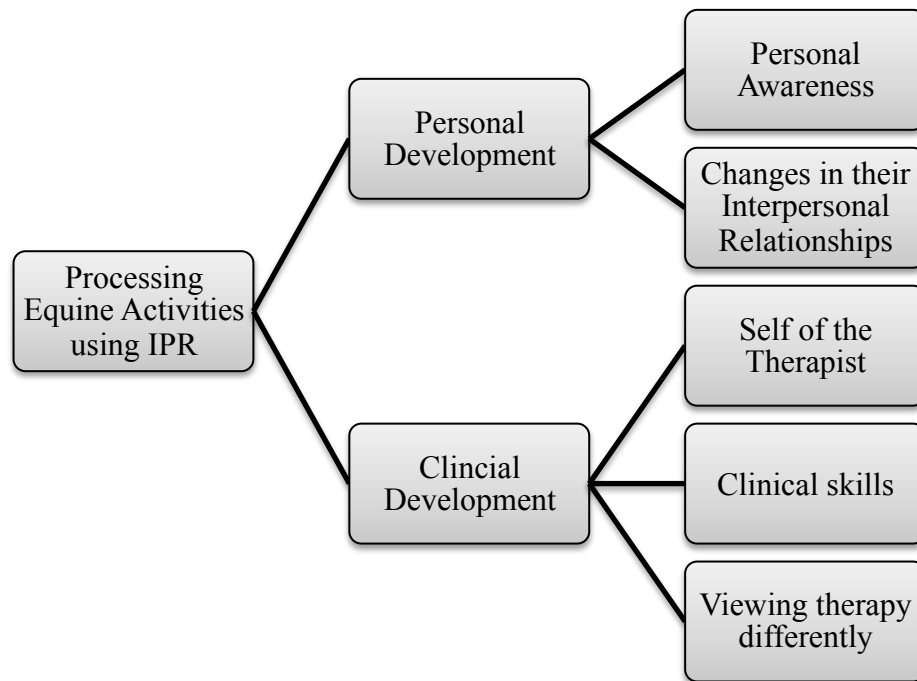 Processing
Equine Activities
using IPR
Personal
Development
Personal
Awareness
Changes in their
Interpersonal
Relationships
Clincial
Development
Self of the
Therapist
Clinical skills
Viewing therapy
differently